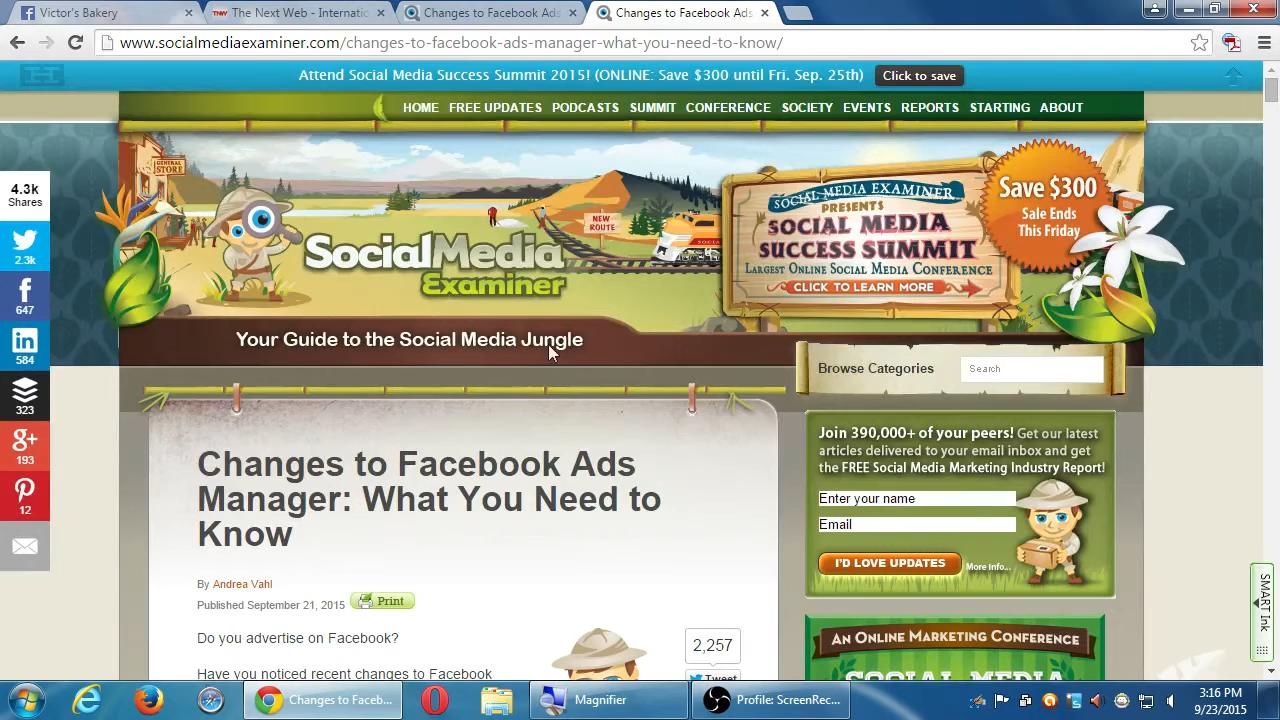 Victor's Bakery
The Next Web - Internatio
Changes to Facebook Ads
Changes to Facebook Ads
www.socialmediaexaminer.com/changes-to-facebook-ads-manager-what-you-need-to-know/
Attend Social Media Success Summit 2015! (ONLINE: Save $300 until Fri. Sep. 25th)
Click to save
HOME FREE UPDATES PODCASTS SUMMIT CONFERENCE SOCIETY EVENTS REPORTS STARTING ABOUT
GENERAL
STORE
NEW
ROUTE
SOCIAL
SocialMedia
Examiner
SOCIAL MEDIA EXAMINER
PRESENTS
SOCIAL MEDIA
SUCCESS SUMMIT
LARGEST ONLINE SOCIAL MEDIA CONFERENCE
CLICK TO LEARN MORE
Save $300
Sale Ends
This Friday
4.3k
Shares
2.3k
647
584
323
193
12
Your Guide to the Social Media Jungle
Browse Categories
Search
Changes to Facebook Ads
Manager: What You Need to
Know
By Andrea Vahl
Published September 21, 2015
Print
Do you advertise on Facebook?
Have you noticed recent changes to Facebook
2,257
Tweet
Join 390,000+ of your peers! Get our latest
articles delivered to your email inbox and get
the FREE Social Media Marketing Industry Report!
Enter your name
Email
I'D LOVE UPDATES
More info...
AN ONLINE MARKETING CONFERENCE
SOCIAL MEDIA
SMART Ink
Changes to Faceb...
Magnifier
Profile: ScreenRec...
3:16 PM
9/23/2015